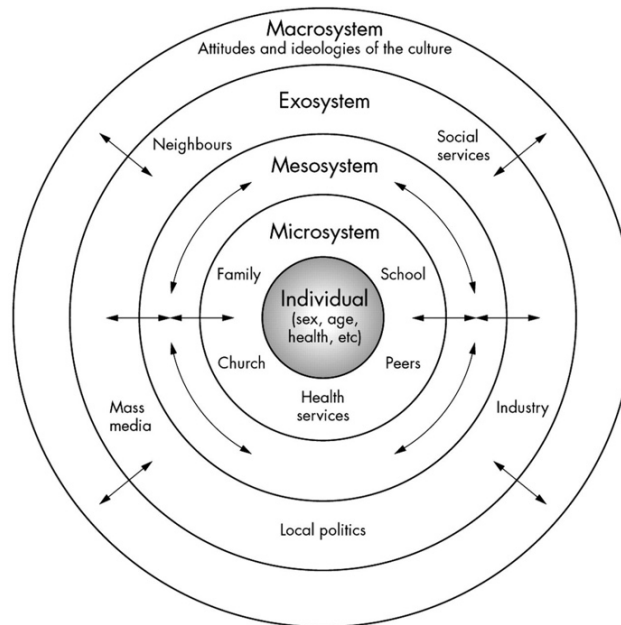 Macrosystem
Attitudes and ideologies of the culture
Exosystem
Neighbours
Social
services
Mesosystem
Microsystem
Family
School
Individual
(sex, age,
health, etc)
Church
Peers
Health
services
Mass
media
Industry
Local politics